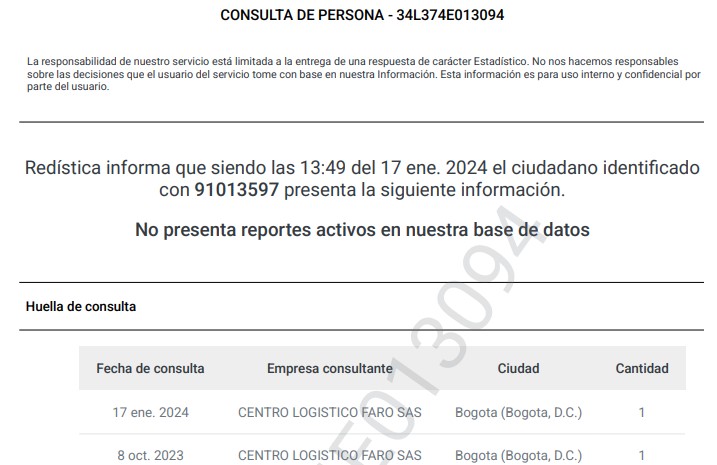 CONSULTA DE PERSONA - 34L374E013094
La responsabilidad de nuestro servicio está limitada a la entrega de una respuesta de carácter Estadístico. No nos hacemos responsables
sobre las decisiones que el usuario del servicio tome con base en nuestra Información. Esta información es para uso interno y confidencial por
parte del usuario.
Redística informa que siendo las 13:49 del 17 ene. 2024 el ciudadano identificado
con 91013597 presenta la siguiente información.
No presenta reportes activos en nuestra base de datos
Huella de consulta
Fecha de consulta Empresa consultante Ciudad Cantidad
17 ene. 2024 CENTRO LOGISTICO FARO SAS Bogota (Bogota, D.C.) 1
8 oct. 2023 CENTRO LOGISTICO FARO SAS Bogota (Bogota, D.C.) 1
E013094